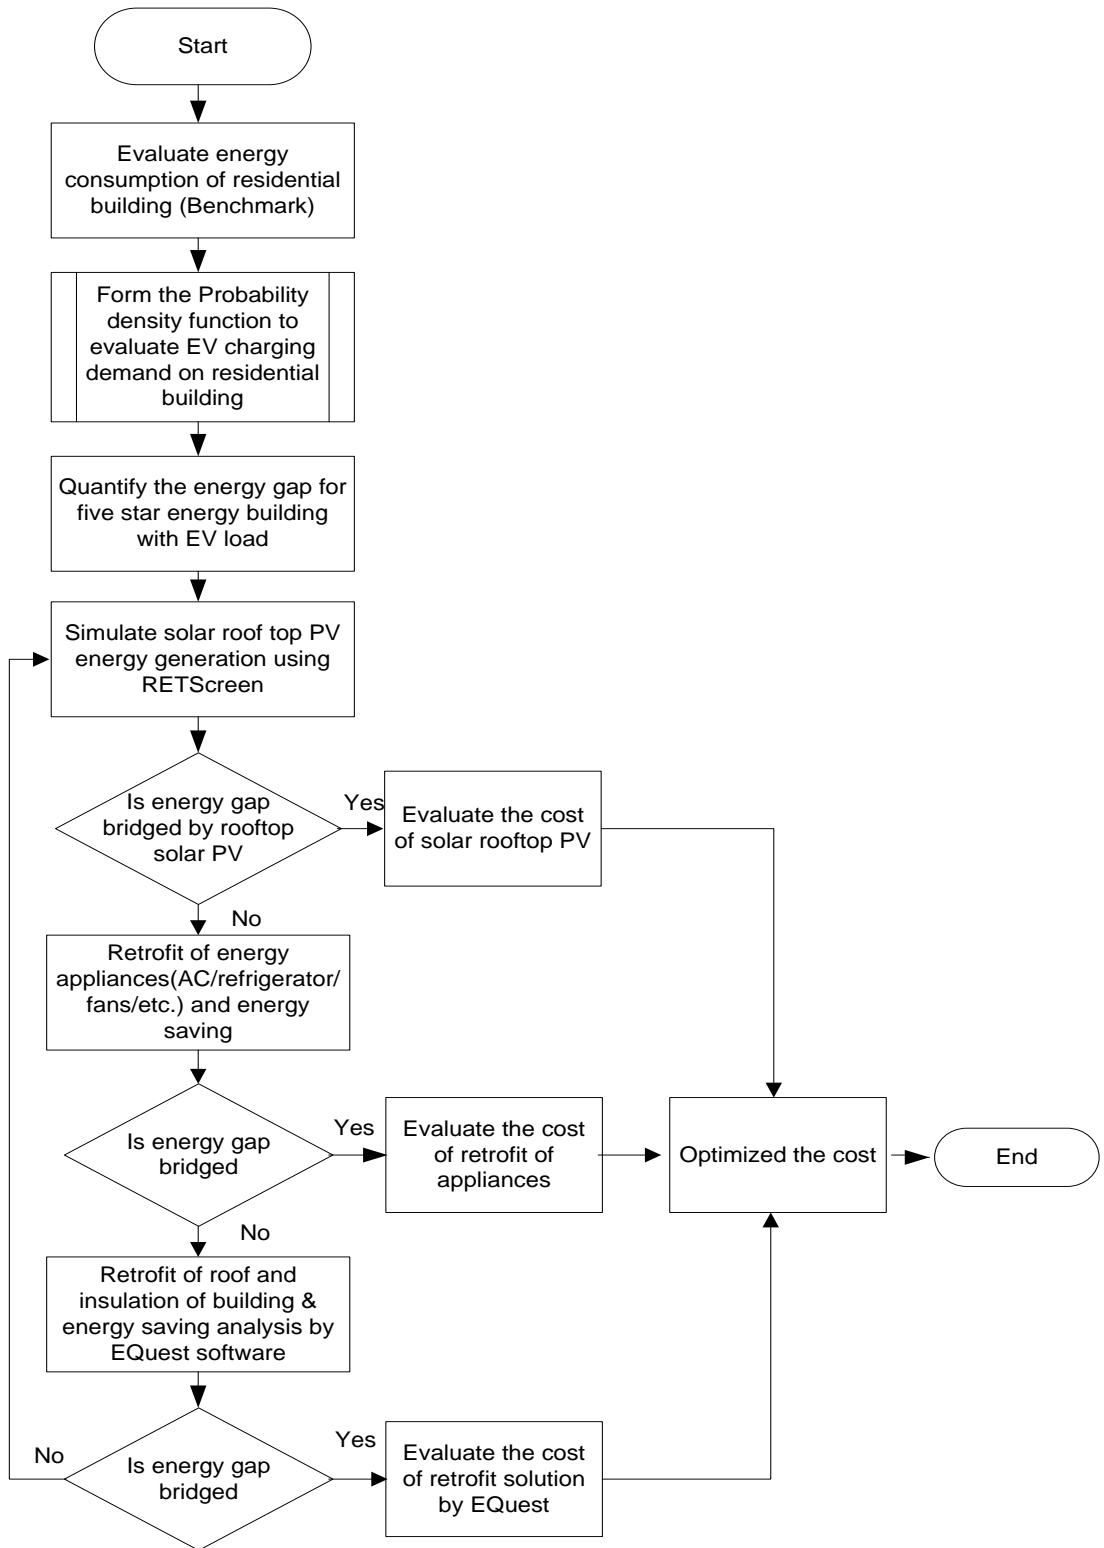 Start
Evaluate energy
consumption of residential
building (Benchmark)
Form the Probability
density function to
evaluate EV charging
demand on residential
building
Quantify the energy gap for
five star energy building
with EV load
Simulate solar roof top PV
energy generation using
RETScreen
Is energy gap
bridged by rooftop
solar PV
Yes
Evaluate the cost
of solar rooftop PV
No
Retrofit of energy
appliances(AC/refrigerator/
fans/etc.) and energy
saving
Is energy gap
bridged
Yes
Evaluate the cost
of retrofit of
appliances
Optimized the cost
End
No
Retrofit of roof and
insulation of building &
energy saving analysis by
EQuest software
No
Is energy gap
bridged
Yes
Evaluate the cost
of retrofit solution
by EQuest